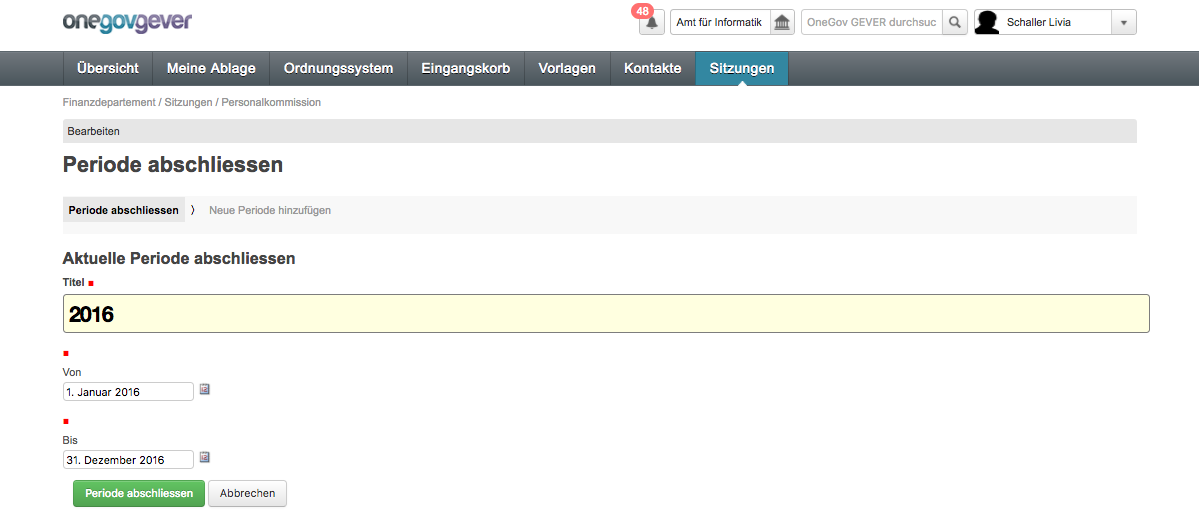 onegovgever
48
Amt für Informatik
OneGov GEVER durchsuc
Schaller Livia
Übersicht Meine Ablage Ordnungssystem Eingangskorb Vorlagen Kontakte Sitzungen
Finanzdepartement / Sitzungen / Personalkommission
Bearbeiten
Periode abschliessen
Periode abschliessen 〉 Neue Periode hinzufügen
Aktuelle Periode abschliessen
Titel
2016
Von
1. Januar 2016
Bis
31. Dezember 2016
Periode abschliessen Abbrechen